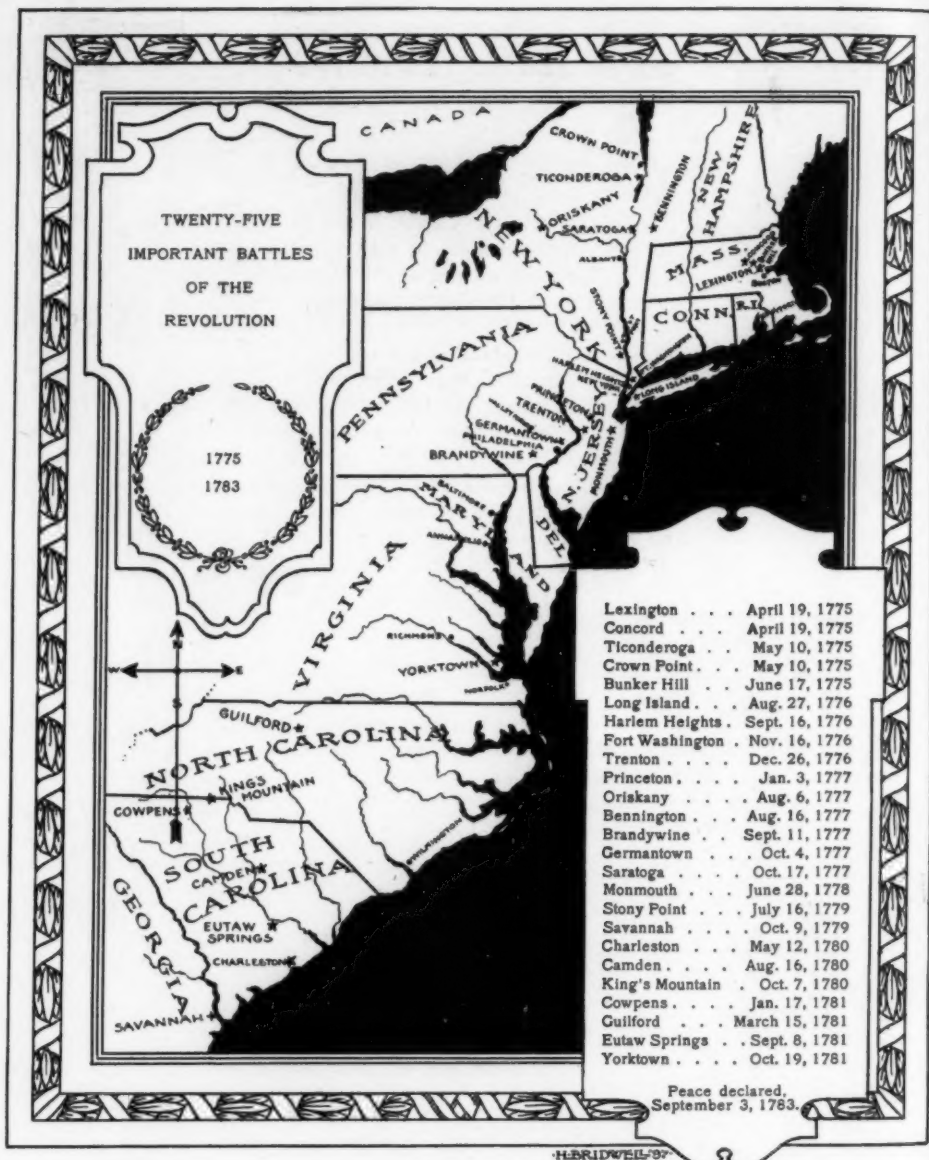 TWENTY-FIVE
IMPORTANT BATTLES
OF THE
REVOLUTION
1775
1783
CANADA
CROWN POINT
TICONDEROGA
ORISKANY
SARATOGA
ALBANY
BENNINGTON
NEW HAMPSHIRE
MASS.
CONCORD
LEXINGTON
BOSTON
CONN.
R.I.
NEW YORK
STONY POINT
HARLEM HEIGHTS
NEW YORK
LONG ISLAND
PENNSYLVANIA
PRINCETON
TRENTON
VALLEY FORGE
GERMANTOWN
PHILADELPHIA
BRANDYWINE
N. JERSEY
MONMOUTH
BALTIMORE
MARYLAND
ANNAPOLIS
DEL.
VIRGINIA
RICHMOND
YORKTOWN
NORFOLK
N
W
E
S
GUILFORD
NORTH CAROLINA
KING'S
MOUNTAIN
COWPENS
WILMINGTON
SOUTH
CAROLINA
CAMDEN
EUTAW
SPRINGS
CHARLESTON
GEORGIA
SAVANNAH
Lexington . . . April 19, 1775
Concord . . . April 19, 1775
Ticonderoga . . May 10, 1775
Crown Point . . . May 10, 1775
Bunker Hill . . June 17, 1775
Long Island . . . Aug. 27, 1776
Harlem Heights . Sept. 16, 1776
Fort Washington . Nov. 16, 1776
Trenton . . . . Dec. 26, 1776
Princeton . . . . Jan. 3, 1777
Oriskany . . . . Aug. 6, 1777
Bennington . . . Aug. 16, 1777
Brandywine . . Sept. 11, 1777
Germantown . . . Oct. 4, 1777
Saratoga . . . Oct. 17, 1777
Monmouth . . . June 28, 1778
Stony Point . . . July 16, 1779
Savannah . . . . Oct. 9, 1779
Charleston . . . May 12, 1780
Camden . . . . Aug. 16, 1780
King's Mountain . Oct. 7, 1780
Cowpens . . . . Jan. 17, 1781
Guilford . . . March 15, 1781
Eutaw Springs . . Sept. 8, 1781
Yorktown . . . . Oct. 19, 1781
Peace declared,
September 3, 1783.
·H·BRIDWELL·'97·